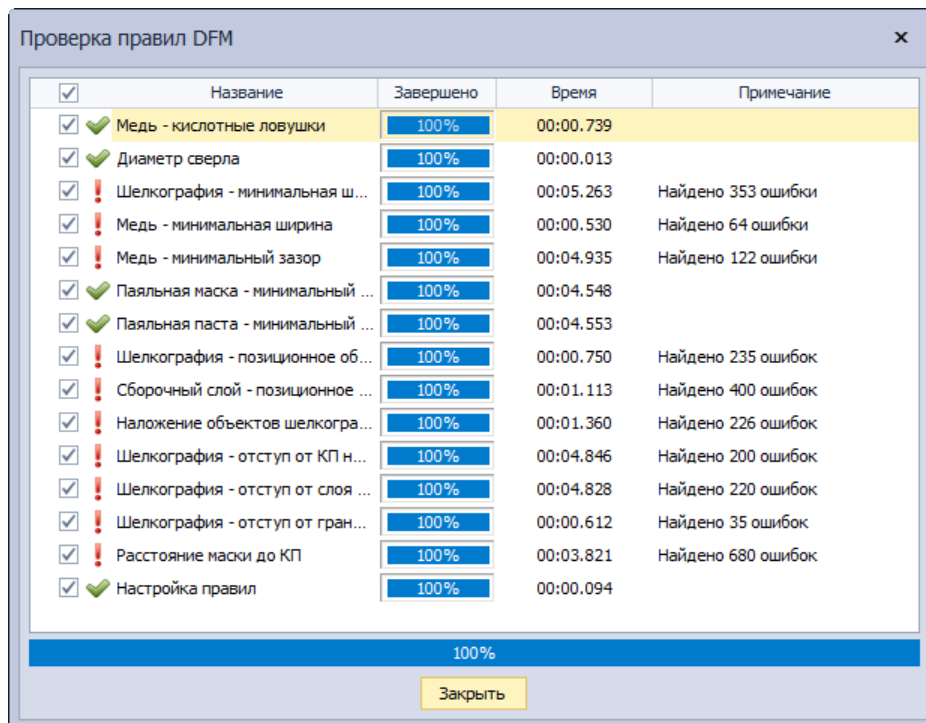 Проверка правил DFM
Название Завершено Время Примечание
Медь - кислотные ловушки 100% 00:00.739
Диаметр сверла 100% 00:00.013
Шелкография - минимальная ш... 100% 00:05.263 Найдено 353 ошибки
Медь - минимальная ширина 100% 00:00.530 Найдено 64 ошибки
Медь - минимальный зазор 100% 00:04.935 Найдено 122 ошибки
Паяльная маска - минимальный ... 100% 00:04.548
Паяльная паста - минимальный ... 100% 00:04.553
Шелкография - позиционное об... 100% 00:00.750 Найдено 235 ошибок
Сборочный слой - позиционное ... 100% 00:01.113 Найдено 400 ошибок
Наложение объектов шелкогра... 100% 00:01.360 Найдено 226 ошибок
Шелкография - отступ от КП н... 100% 00:04.846 Найдено 200 ошибок
Шелкография - отступ от слоя ... 100% 00:04.828 Найдено 220 ошибок
Шелкография - отступ от гран... 100% 00:00.612 Найдено 35 ошибок
Расстояние маски до КП 100% 00:03.821 Найдено 680 ошибок
Настройка правил 100% 00:00.094
100%
Закрыть